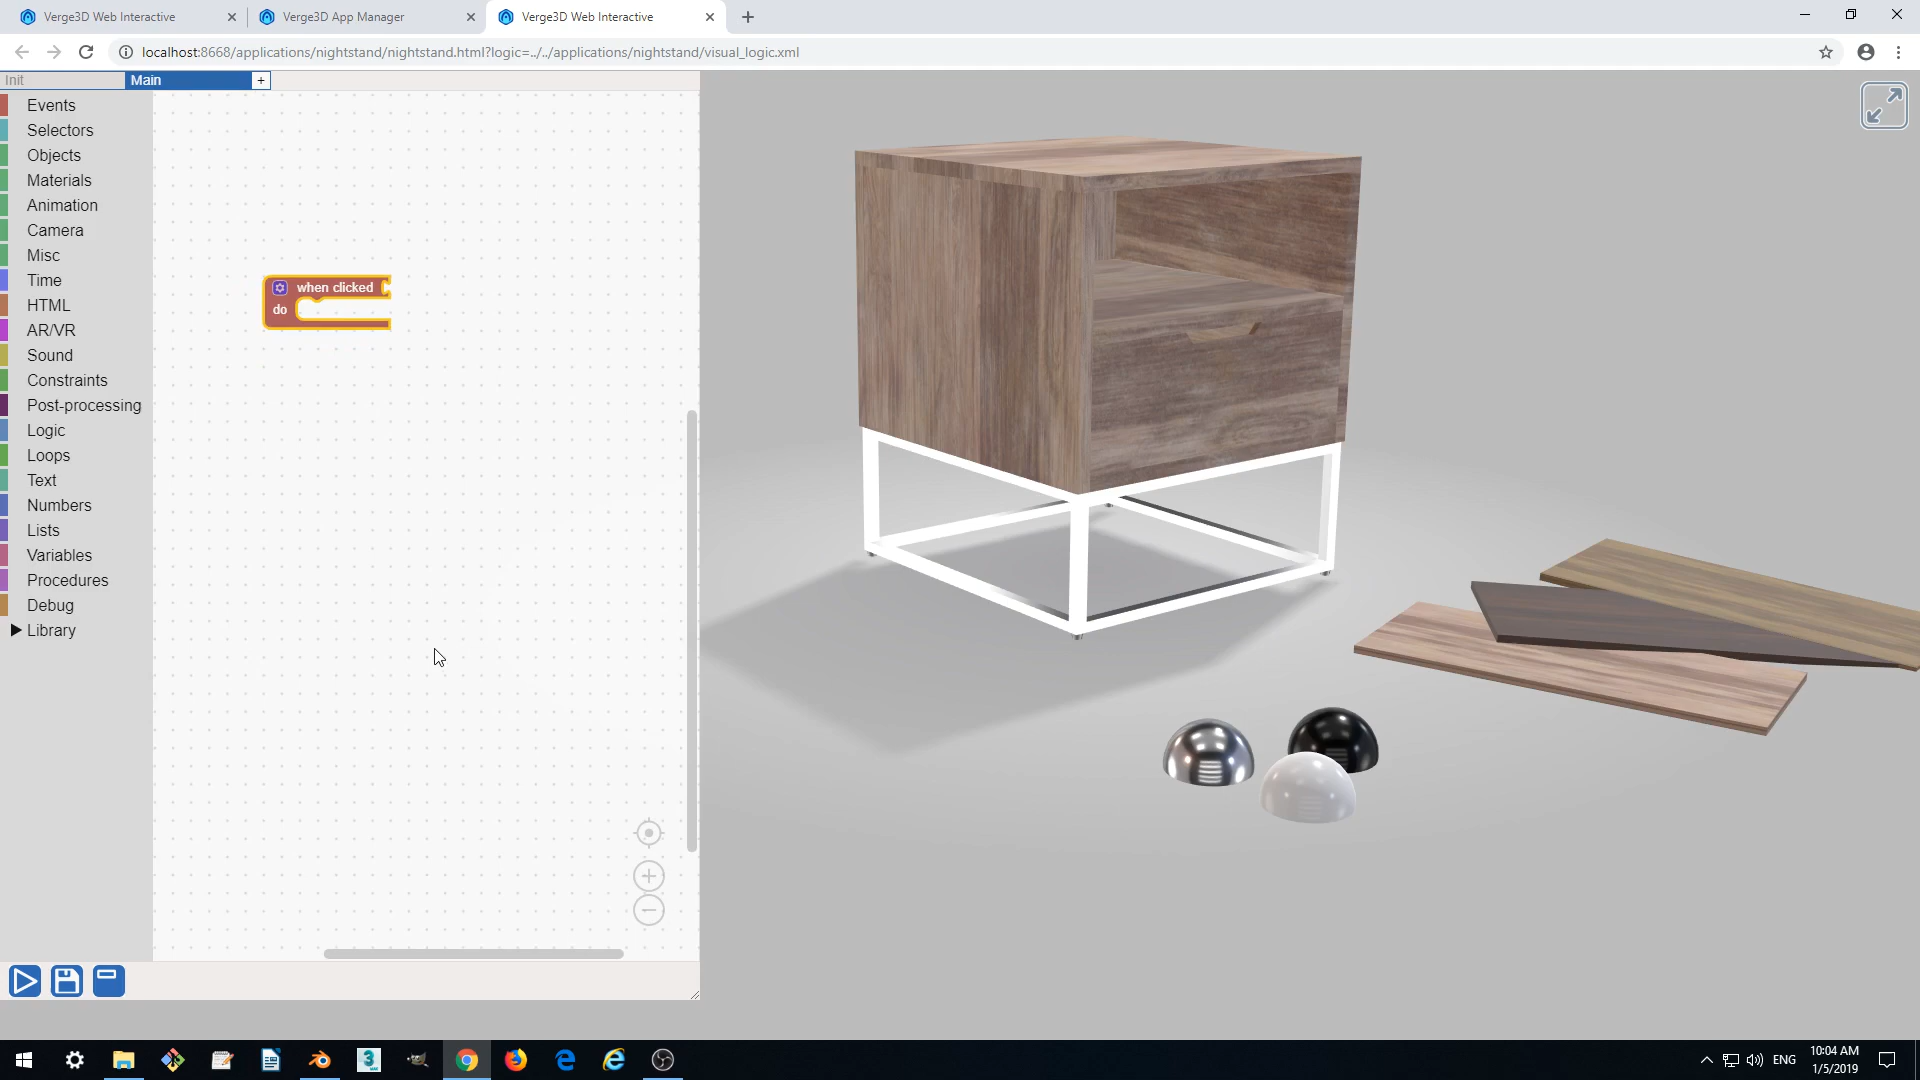 Verge3D Web Interactive
Verge3D App Manager
Verge3D Web Interactive
localhost:8668/applications/nightstand/nightstand.html?logic=../../applications/nightstand/visual_logic.xml
Init
Main
+
Events
Selectors
Objects
Materials
Animation
Camera
Misc
Time
HTML
AR/VR
Sound
Constraints
Post-processing
Logic
Loops
Text
Numbers
Lists
Variables
Procedures
Debug
Library
when clicked
do
ENG
10:04 AM
1/5/2019